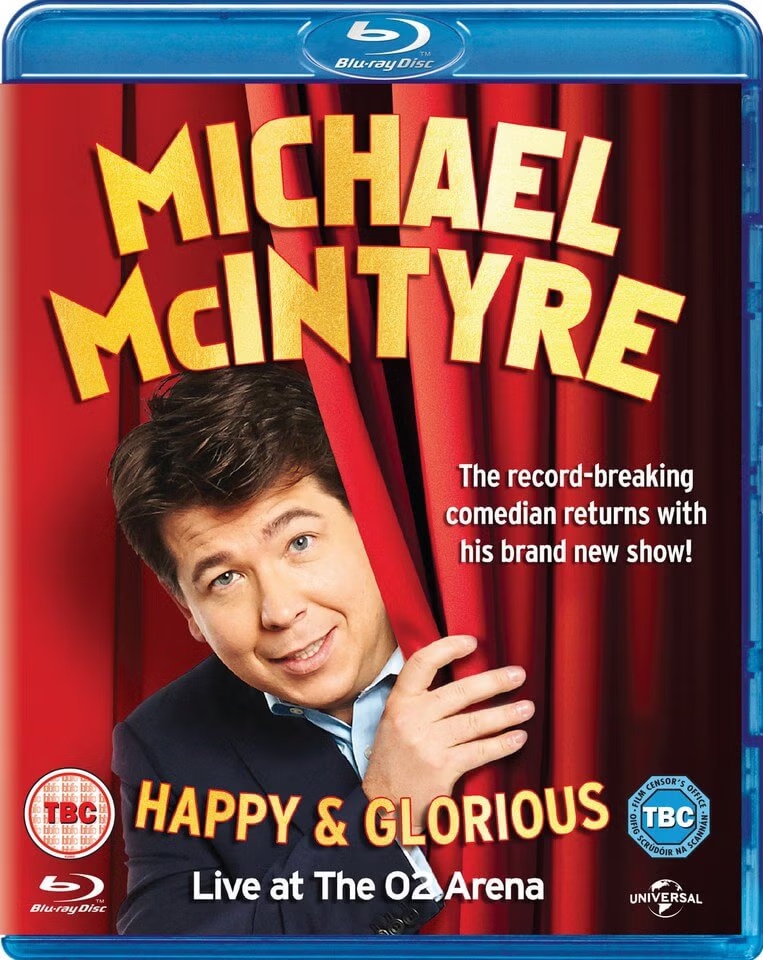 Blu-ray Disc
TM
MICHAEL
McINTYRE
The record-breaking
comedian returns with
his brand new show!
TBC
HAPPY & GLORIOUS
FILM CENSOR'S OFFICE
TBC
OIFIG SCRÚDÓIR NA SCANNÁN
Live at The O2 Arena
Blu-ray Disc
UNIVERSAL